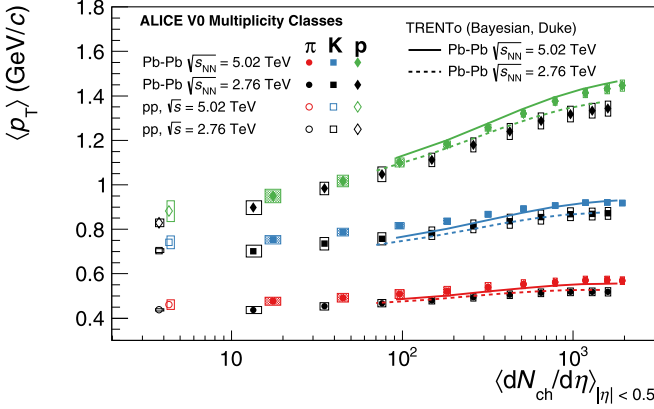 ALICE V0 Multiplicity Classes
π K p
Pb-Pb √sNN = 5.02 TeV
Pb-Pb √sNN = 2.76 TeV
pp, √s = 5.02 TeV
pp, √s = 2.76 TeV
TRENTo (Bayesian, Duke)
Pb-Pb √sNN = 5.02 TeV
Pb-Pb √sNN = 2.76 TeV
⟨pT⟩ (GeV/c)
1.8
1.6
1.4
1.2
1
0.8
0.6
0.4
10 10² 10³
⟨dNch/dη⟩|η| < 0.5